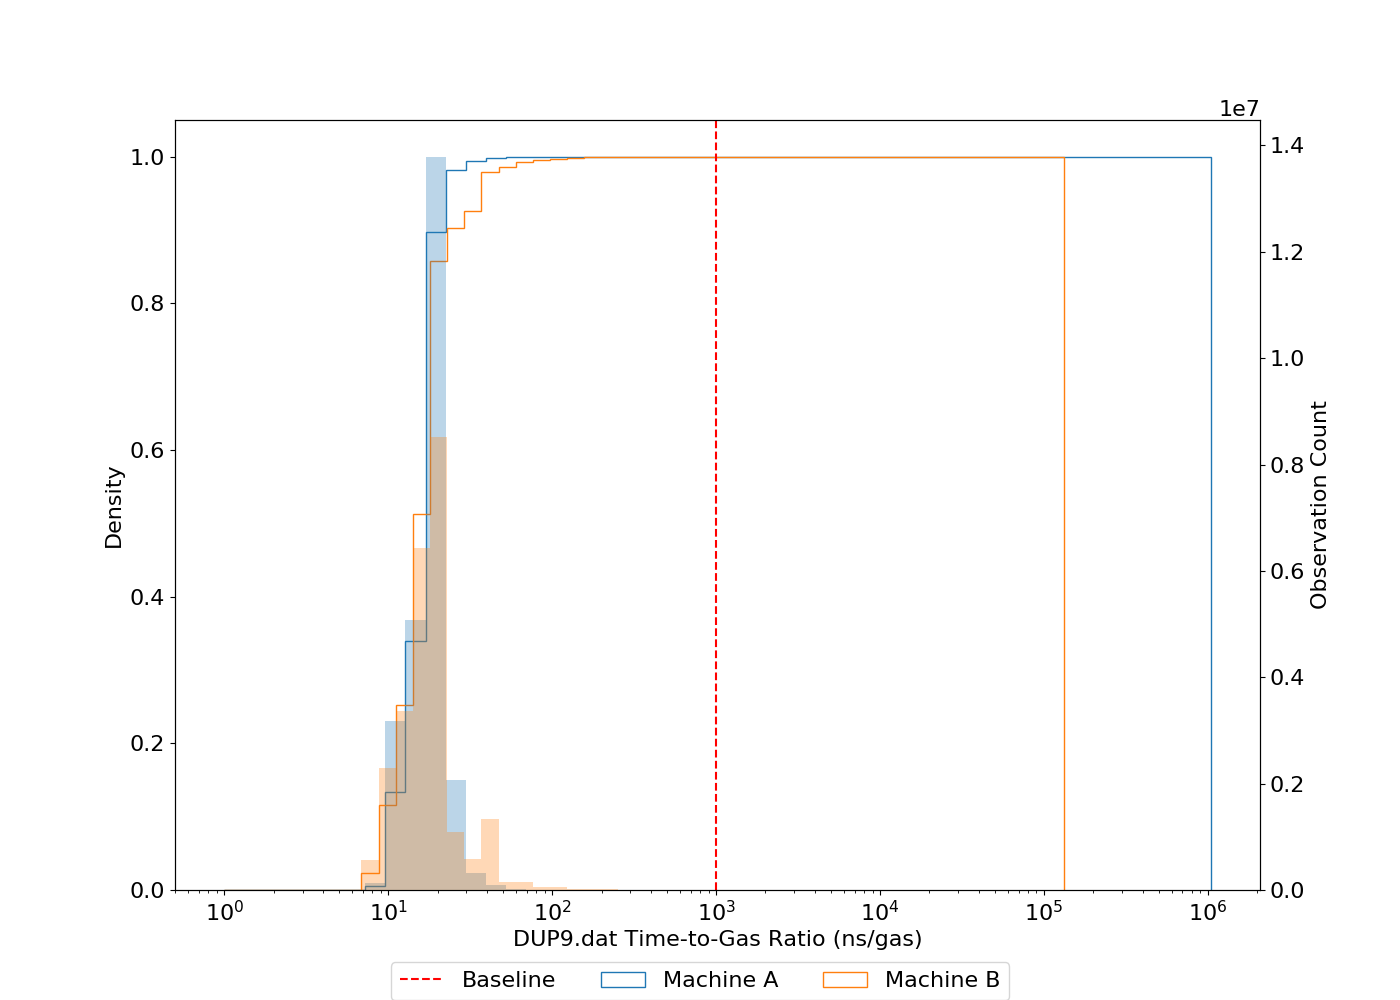 1e7
1.0
0.8
0.6
0.4
0.2
0.0
Density
1.4
1.2
1.0
0.8
0.6
0.4
0.2
0.0
Observation Count
10⁰ 10¹ 10² 10³ 10⁴ 10⁵ 10⁶
DUP9.dat Time-to-Gas Ratio (ns/gas)
Baseline Machine A Machine B